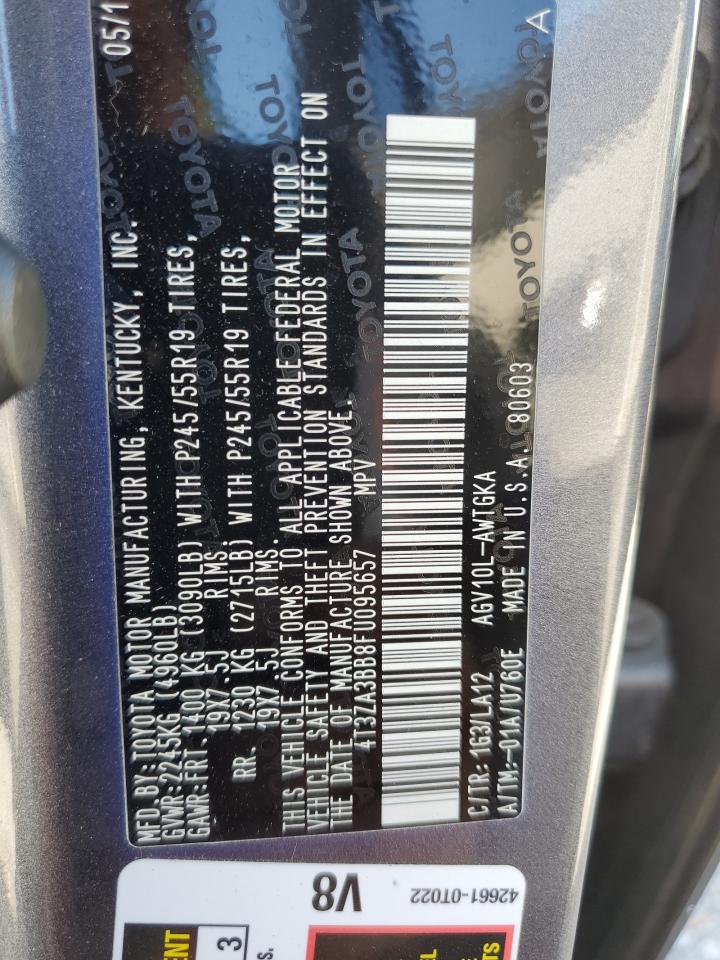 MFD.BY:TOYOTA MOTOR MANUFACTURING, KENTUCKY, INC. 05/1
GVWR:2245KG (4960LB)
GAWR:FRT.1400 KG (3090LB) WITH P245/55R19 TIRES,
19X7.5J RIMS.
RR. 1230 KG (2715LB) WITH P245/55R19 TIRES,
19X7.5J RIMS.
THIS VEHICLE CONFORMS TO ALL APPLICABLE FEDERAL MOTOR
VEHICLE SAFETY AND THEFT PREVENTION STANDARDS IN EFFECT ON
THE DATE OF MANUFACTURE SHOWN ABOVE.
4T3ZA3BB8FU095657 MPV
C/TR:1G3/LA12 AGV10L-AWTGKA A
A/TM:-01A/U760E MADE IN U.S.A. 80603
V8
42661-0T022
3